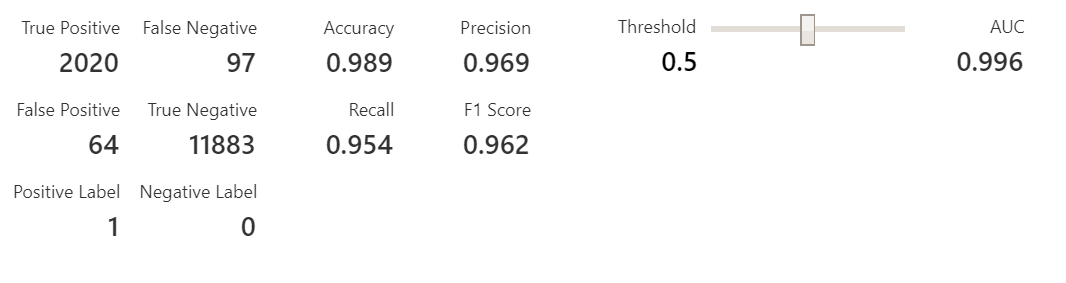 True Positive False Negative Accuracy Precision Threshold AUC
2020 97 0.989 0.969 0.5 0.996
False Positive True Negative Recall F1 Score
64 11883 0.954 0.962
Positive Label Negative Label
1 0